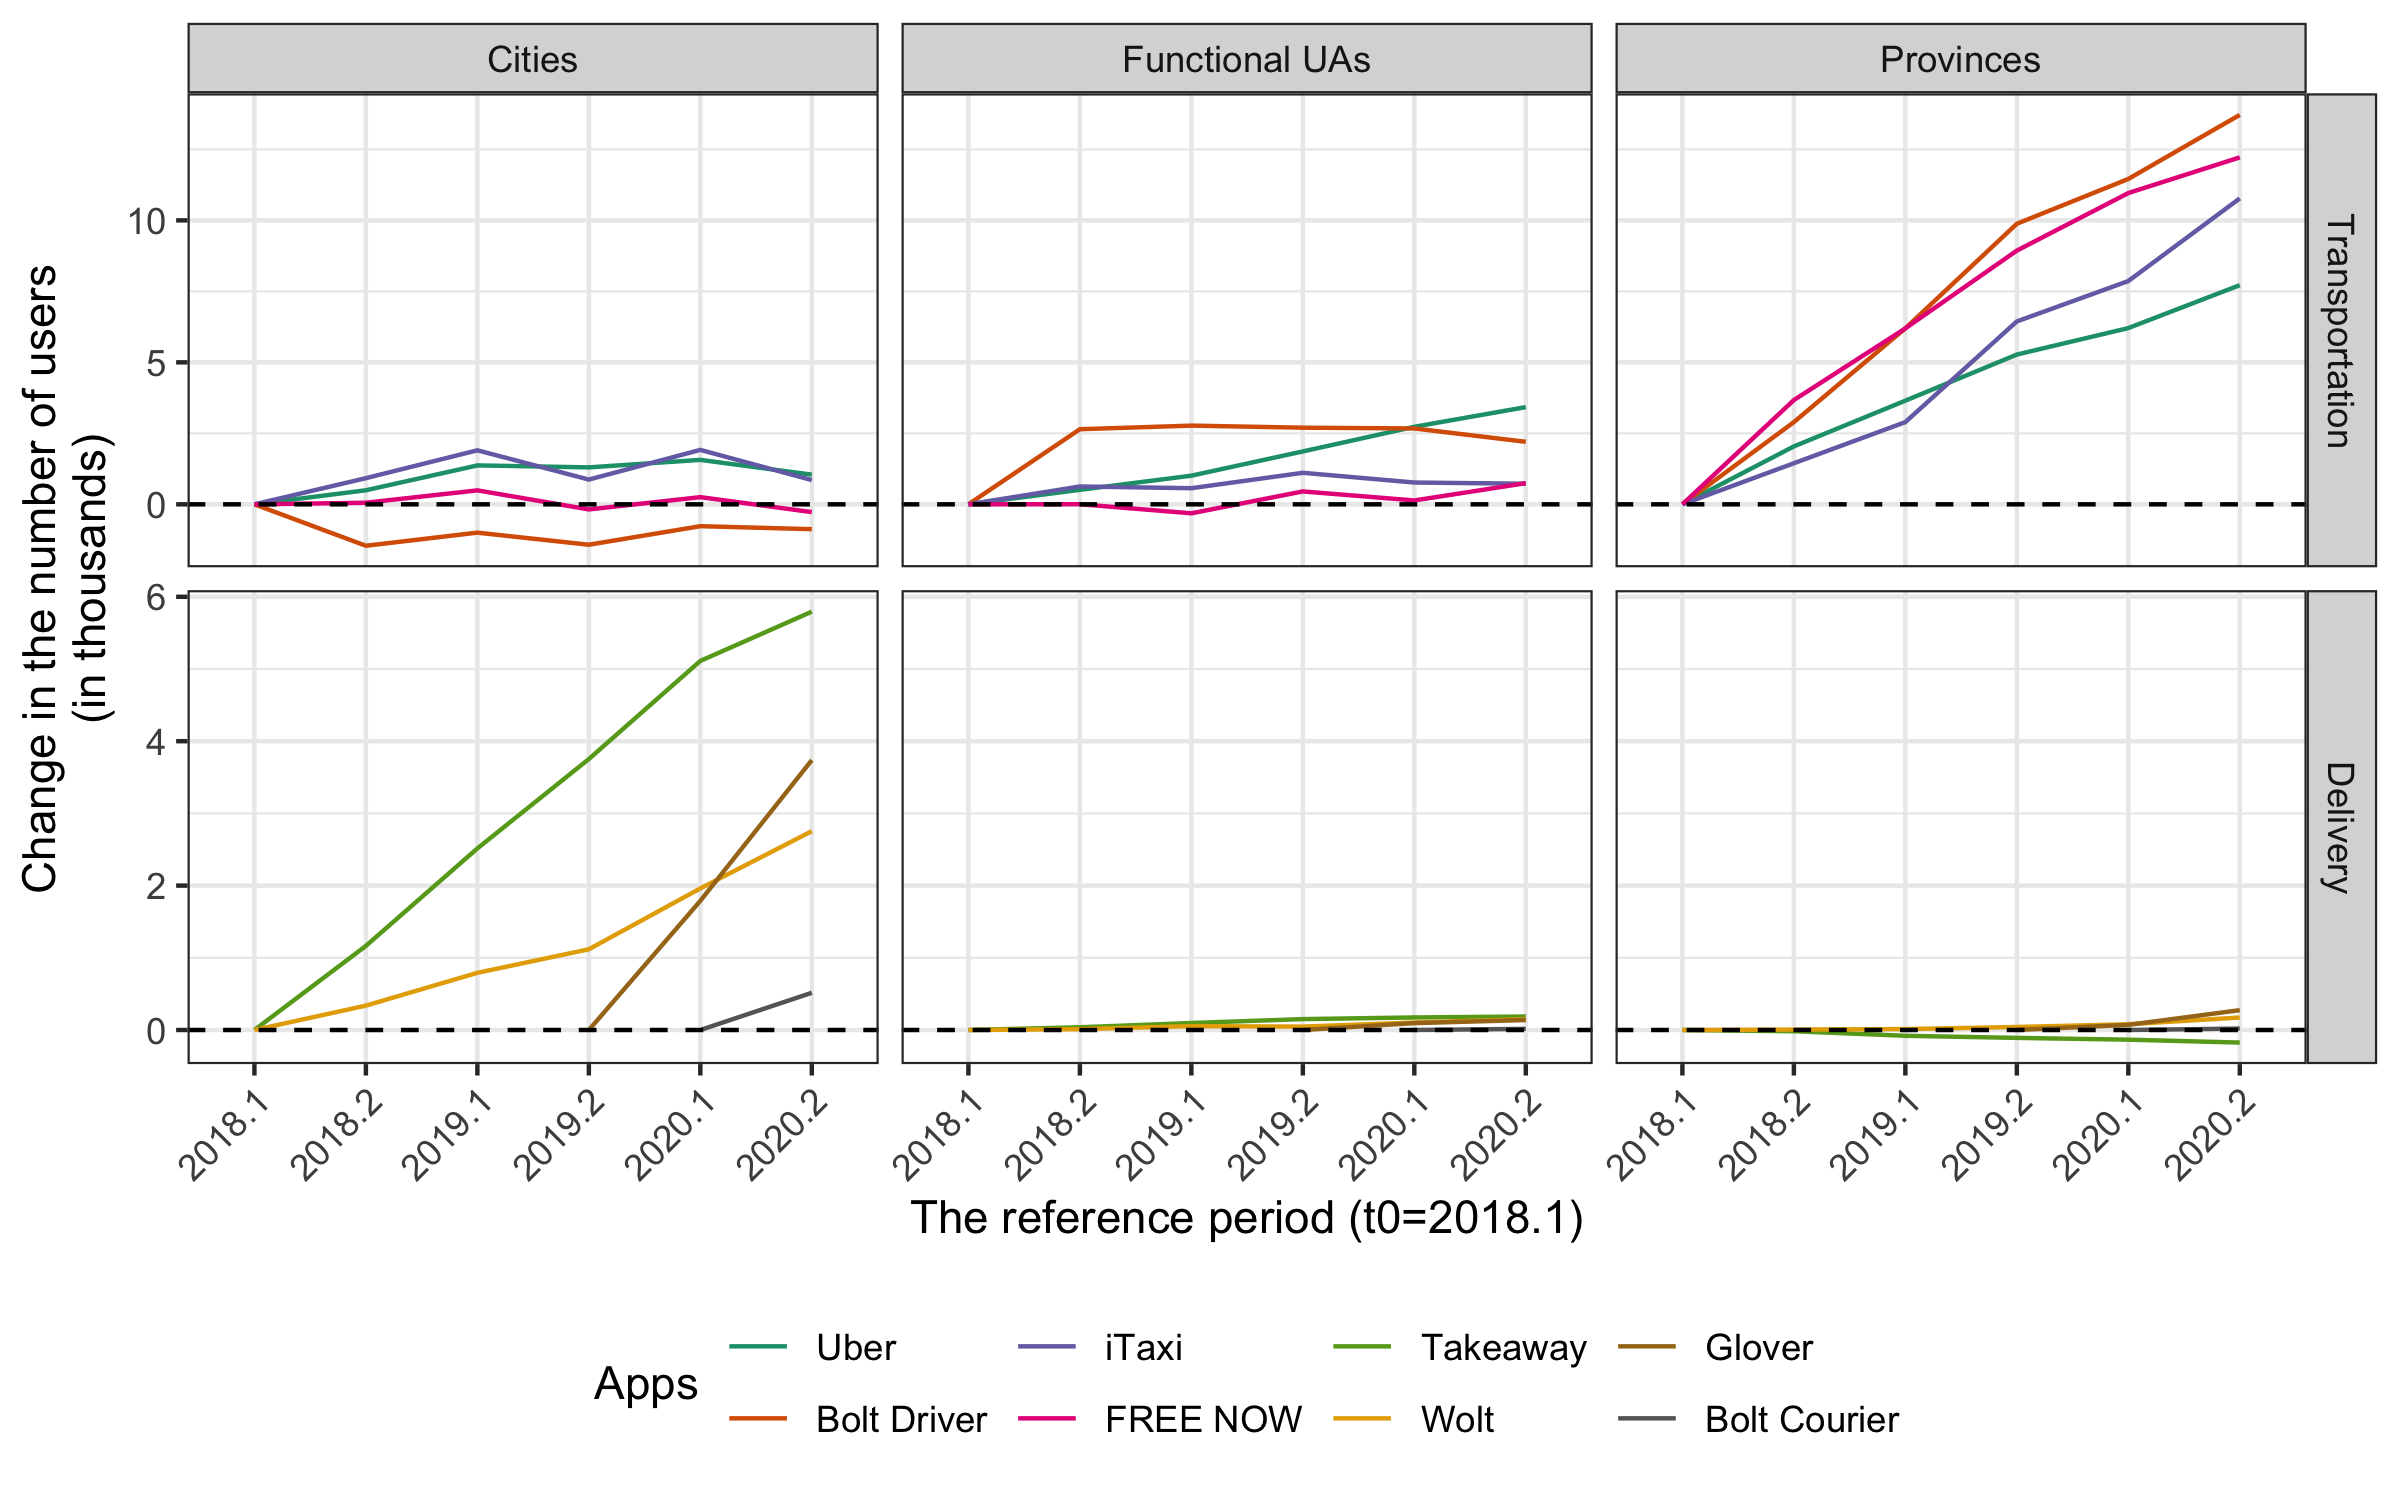 Cities
Functional UAs
Provinces
Change in the number of users
(in thousands)
10
5
0
Transportation
6
4
2
0
Delivery
2018.1
2018.2
2019.1
2019.2
2020.1
2020.2
2018.1
2018.2
2019.1
2019.2
2020.1
2020.2
2018.1
2018.2
2019.1
2019.2
2020.1
2020.2
The reference period (t0=2018.1)
Apps
Uber
iTaxi
Takeaway
Glover
Bolt Driver
FREE NOW
Wolt
Bolt Courier